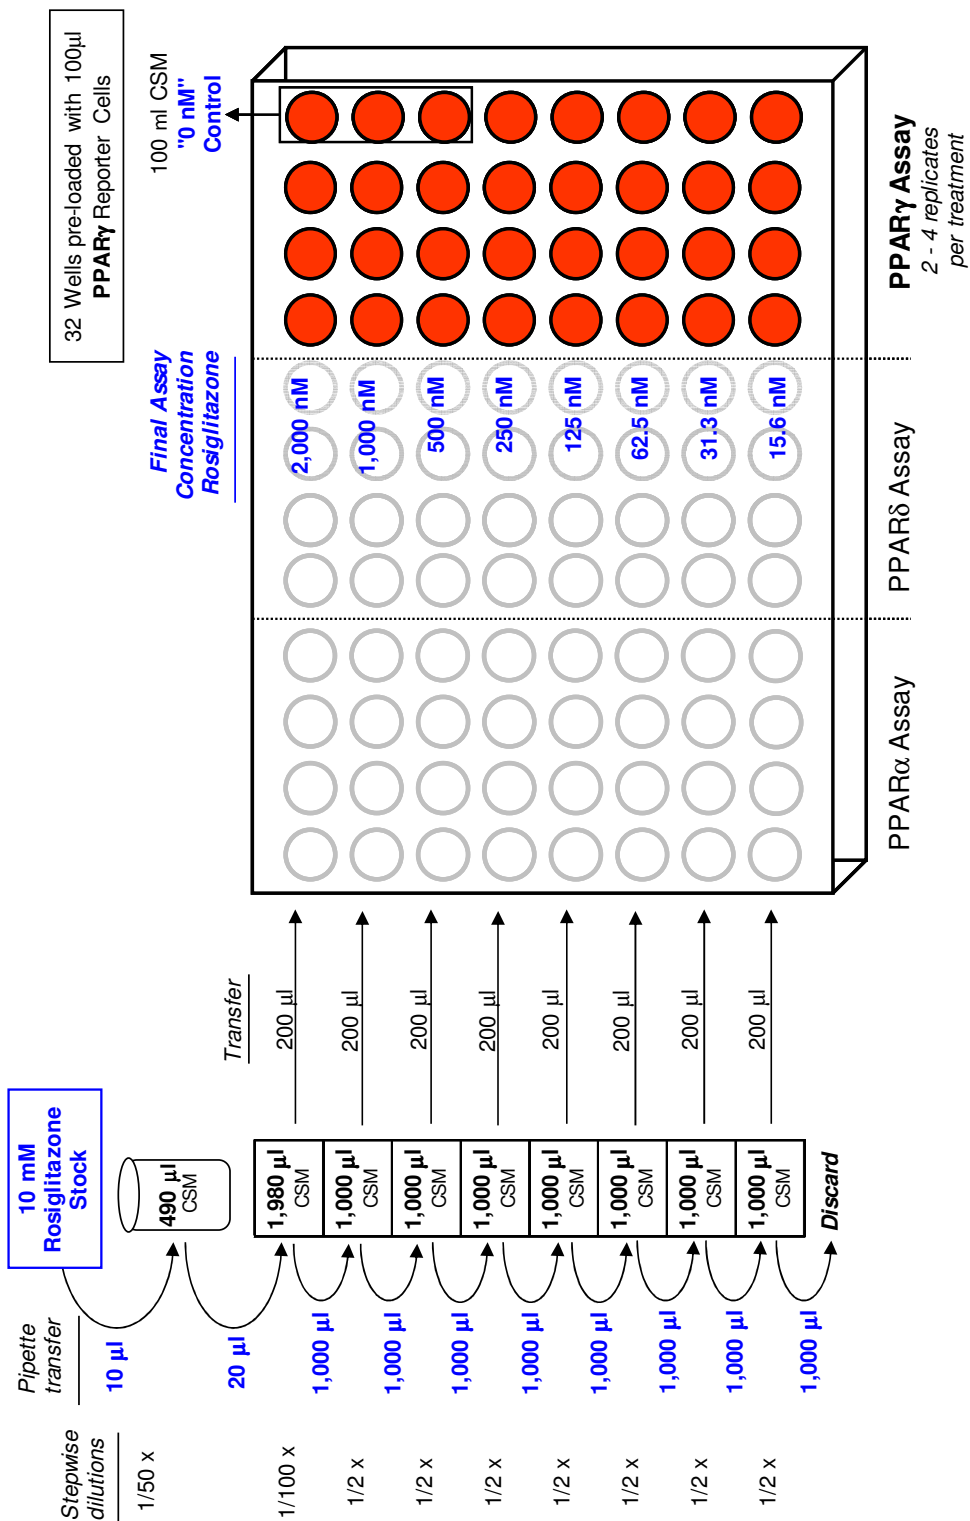 Stepwise
dilutions
1/50 x
1/100 x
1/2 x
1/2 x
1/2 x
1/2 x
1/2 x
1/2 x
1/2 x
Pipette
transfer
10 µl
20 µl
1,000 µl
1,000 µl
1,000 µl
1,000 µl
1,000 µl
1,000 µl
1,000 µl
1,000 µl
10 mM
Rosiglitazone
Stock
490 µl
CSM
1,980 µl
CSM
1,000 µl
CSM
1,000 µl
CSM
1,000 µl
CSM
1,000 µl
CSM
1,000 µl
CSM
1,000 µl
CSM
1,000 µl
CSM
Discard
Transfer
200 µl
200 µl
200 µl
200 µl
200 µl
200 µl
200 µl
200 µl
Final Assay
Concentration
Rosiglitazone
2,000 nM
1,000 nM
500 nM
250 nM
125 nM
62.5 nM
31.3 nM
15.6 nM
32 Wells pre-loaded with 100µl
PPARγ Reporter Cells
100 ml CSM
"0 nM"
Control
PPARα Assay
PPARδ Assay
PPARγ Assay
2 - 4 replicates
per treatment